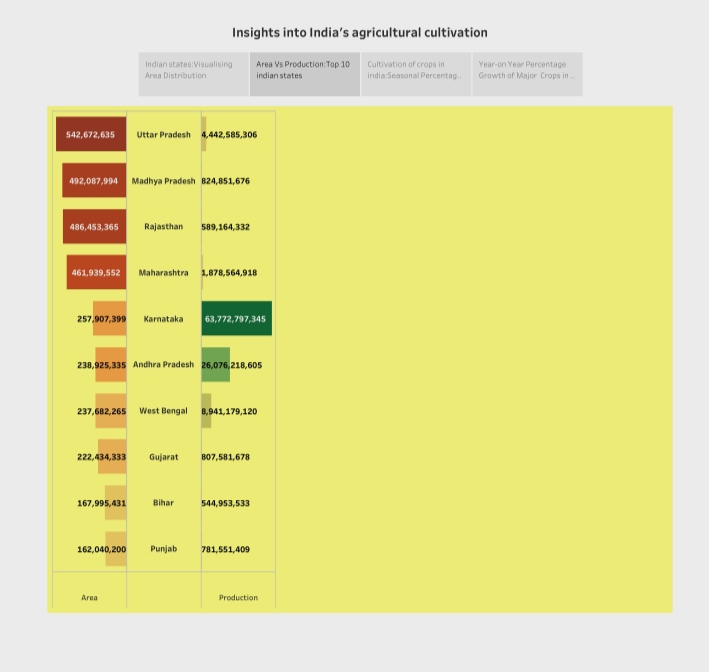 Insights into India's agricultural cultivation
Indian states:Visualising
Area Distribution
Area Vs Production:Top 10
indian states
Cultivation of crops in
india:Seasonal Percentag..
Year-on Year Percentage
Growth of Major Crops in ..
542,672,635 Uttar Pradesh 4,442,585,306
492,087,994 Madhya Pradesh 824,851,676
486,453,365 Rajasthan 589,164,332
461,939,552 Maharashtra 1,878,564,918
257,907,399 Karnataka 63,772,797,345
238,925,335 Andhra Pradesh 26,076,218,605
237,682,265 West Bengal 8,941,179,120
222,434,333 Gujarat 807,581,678
167,995,431 Bihar 544,953,533
162,040,200 Punjab 781,551,409
Area Production